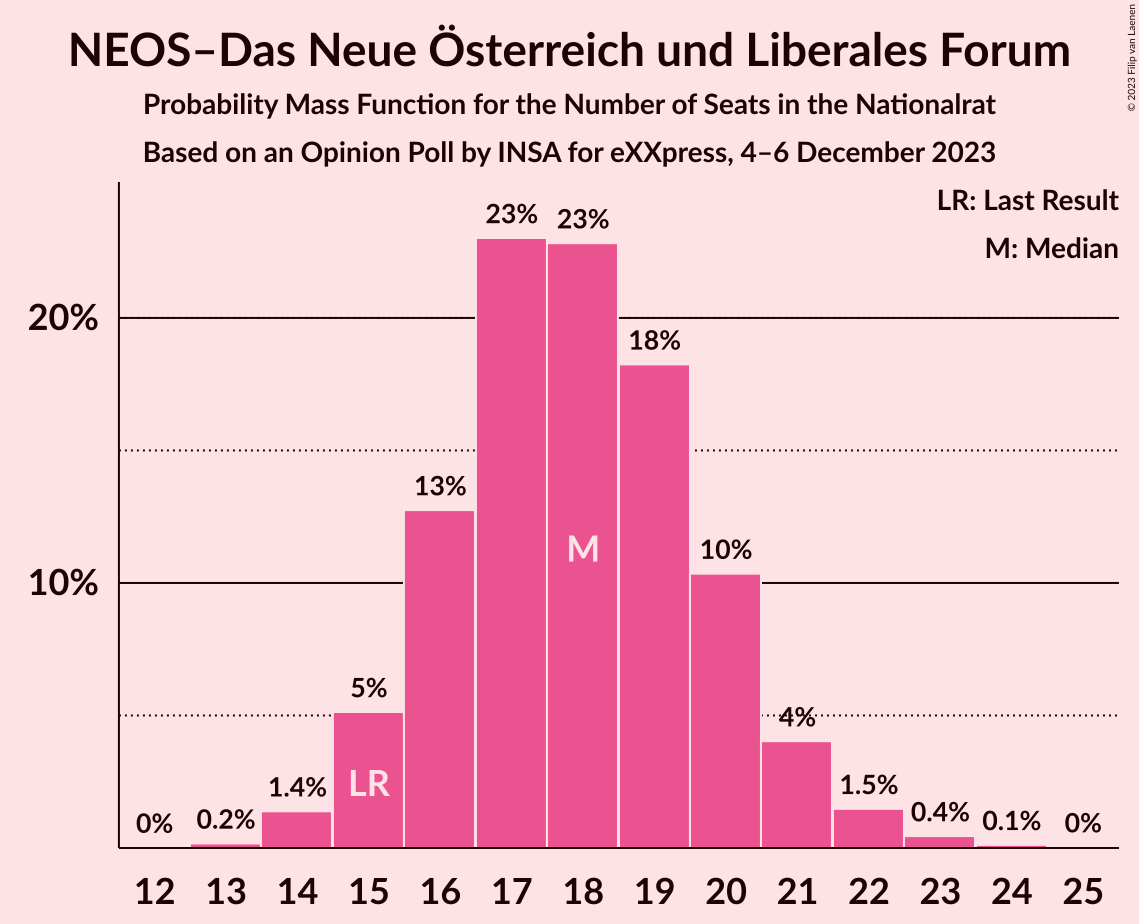 NEOS–Das Neue Österreich und Liberales Forum
Probability Mass Function for the Number of Seats in the Nationalrat
Based on an Opinion Poll by INSA for eXXpress, 4–6 December 2023
© 2023 Filip van Laenen
LR: Last Result
M: Median
20%
10%
0% 0.2% 1.4% 5% 13% 23% 23% 18% 10% 4% 1.5% 0.4% 0.1% 0%
LR M
12 13 14 15 16 17 18 19 20 21 22 23 24 25